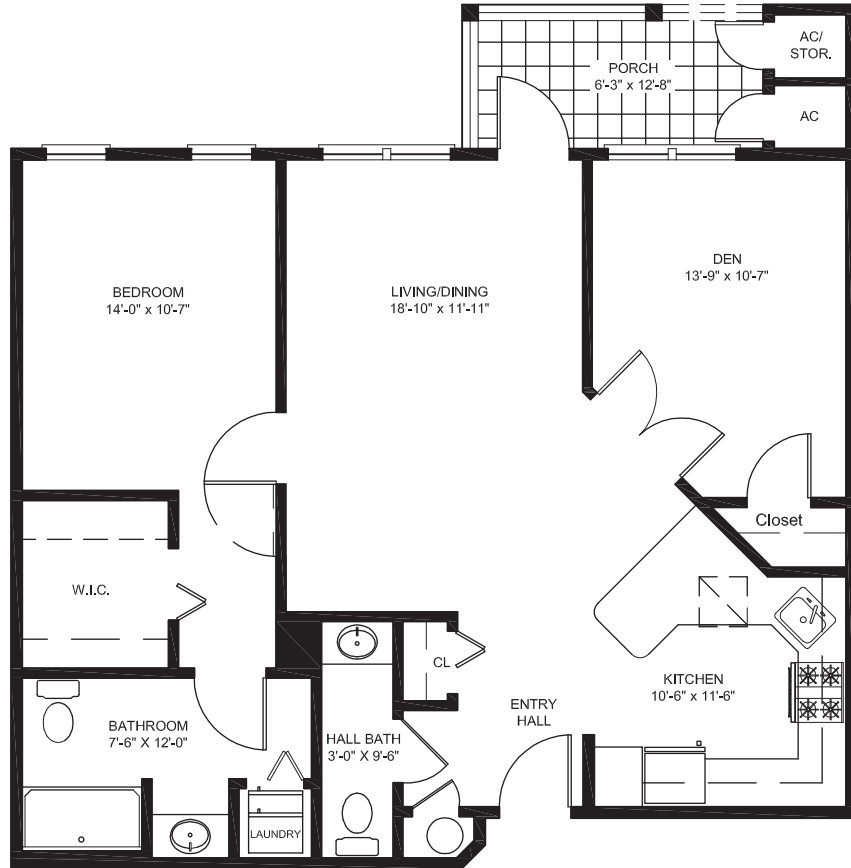 AC/
STOR.
PORCH
6'-3" x 12'-8"
AC
DEN
13'-9" x 10'-7"
BEDROOM
14'-0" x 10'-7"
LIVING/DINING
18'-10" x 11'-11"
Closet
W.I.C.
CL
KITCHEN
10'-6" x 11'-6"
ENTRY
HALL
BATHROOM
7'-6" X 12'-0"
HALL BATH
3'-0" X 9'-6"
LAUNDRY